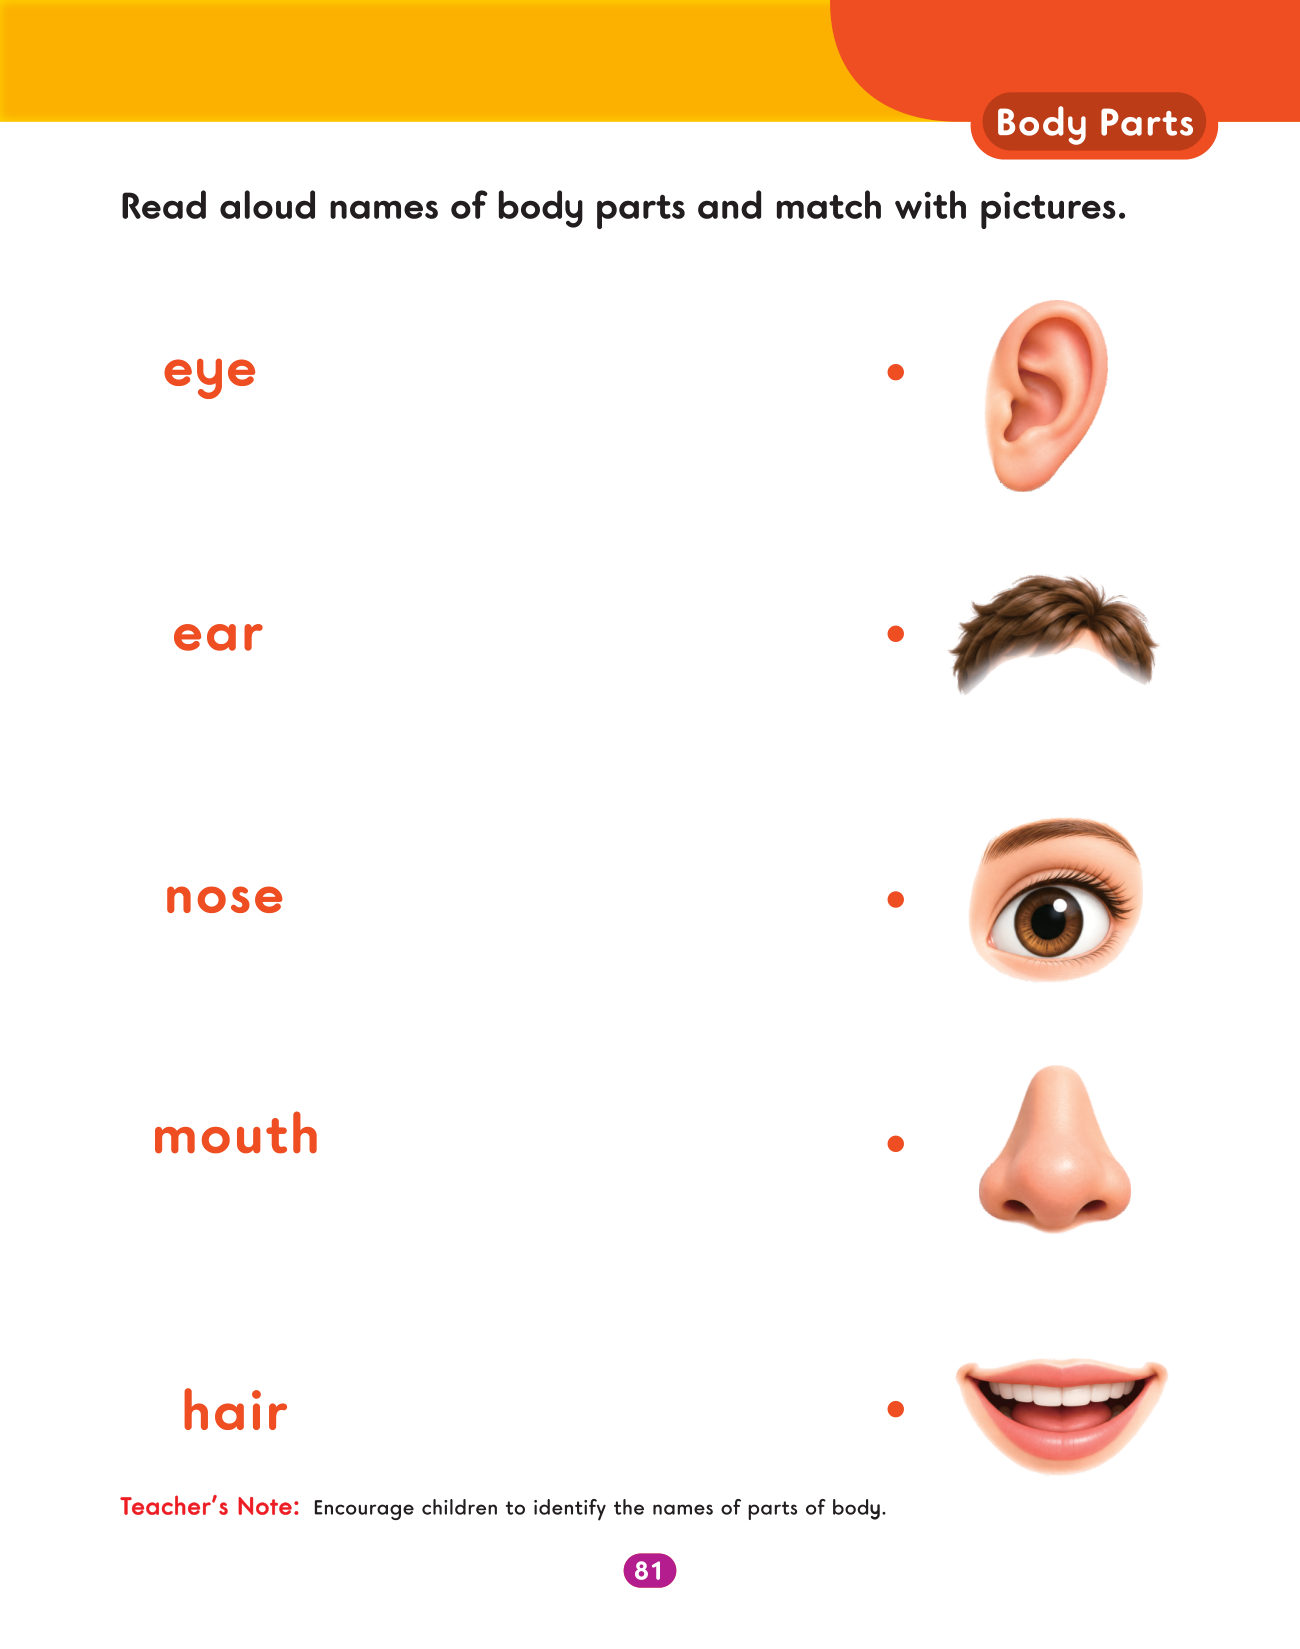 Body Parts
Read aloud names of body parts and match with pictures.
eye
ear
nose
mouth
hair
Teacher's Note: Encourage children to identify the names of parts of body.
81